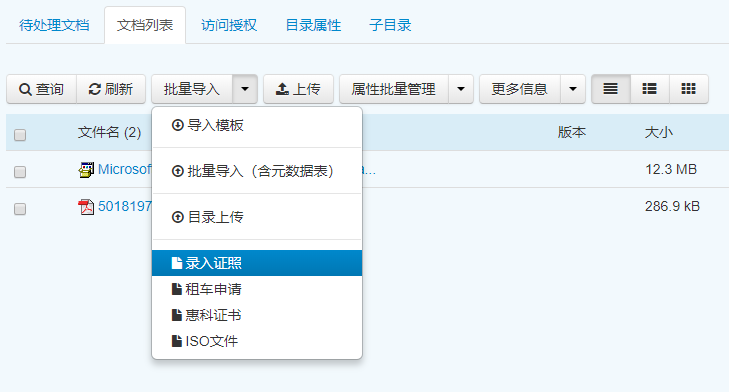 待处理文档 文档列表 访问授权 目录属性 子目录
查询 刷新 批量导入 上传 属性批量管理 更多信息
文件名 (2) 版本 大小
导入模板
Microsof a... 12.3 MB
批量导入（含元数据表）
5018197 286.9 kB
目录上传
录入证照
租车申请
惠科证书
ISO文件